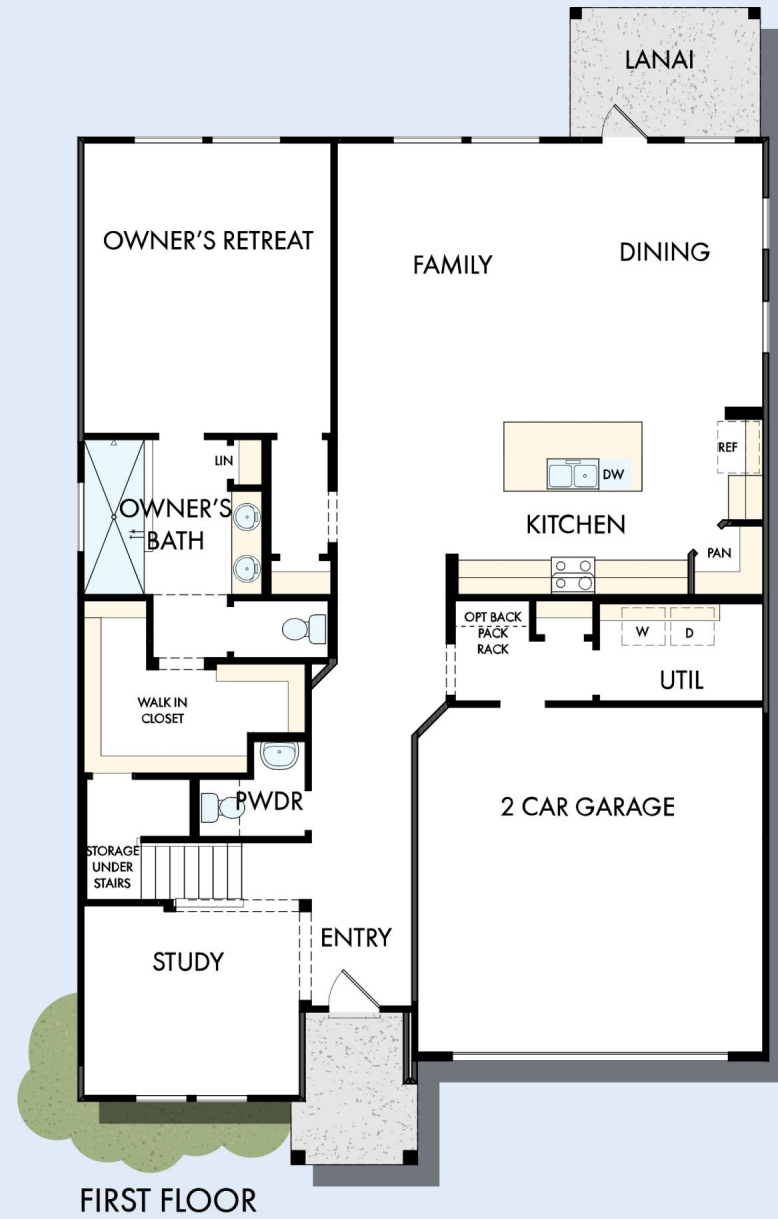 LANAI
OWNER'S RETREAT
FAMILY
DINING
LIN
REF
DW
OWNER'S
BATH
KITCHEN
PAN
OPT BACK
PACK
RACK
W
D
UTIL
WALK IN
CLOSET
PWDR
2 CAR GARAGE
STORAGE
UNDER
STAIRS
ENTRY
STUDY
FIRST FLOOR